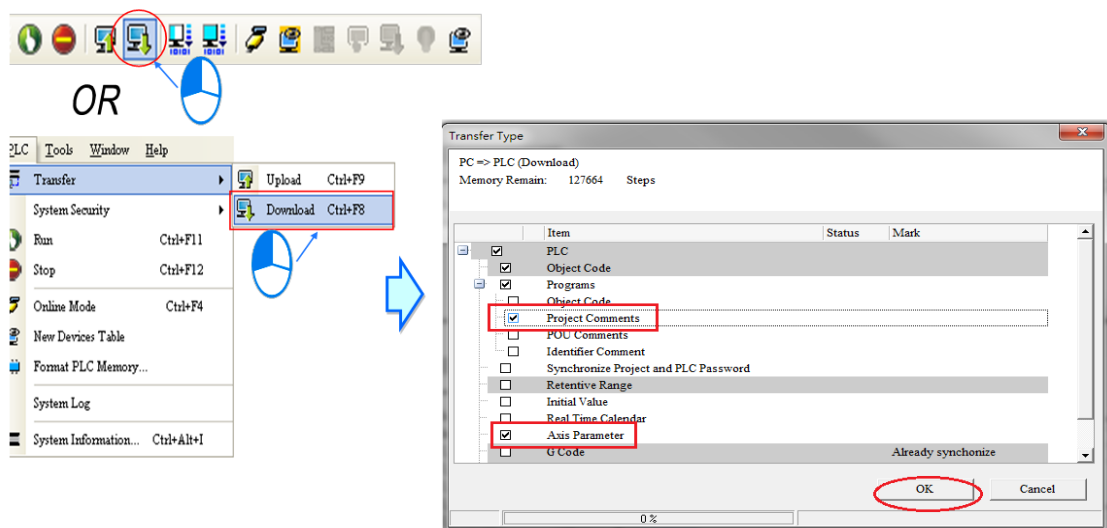 OR
PLC Tools Window Help
Transfer
System Security
Run Ctrl+F11
Stop Ctrl+F12
Online Mode Ctrl+F4
New Devices Table
Format PLC Memory...
System Log
System Information... Ctrl+Alt+I
Upload Ctrl+F9
Download Ctrl+F8
Transfer Type
PC => PLC (Download)
Memory Remain: 127664 Steps
Item Status Mark
PLC
Object Code
Programs
Object Code
Project Comments
POU Comments
Identifier Comment
Synchronize Project and PLC Password
Retentive Range
Initial Value
Real Time Calendar
Axis Parameter
G Code Already synchonize
OK Cancel
0 %